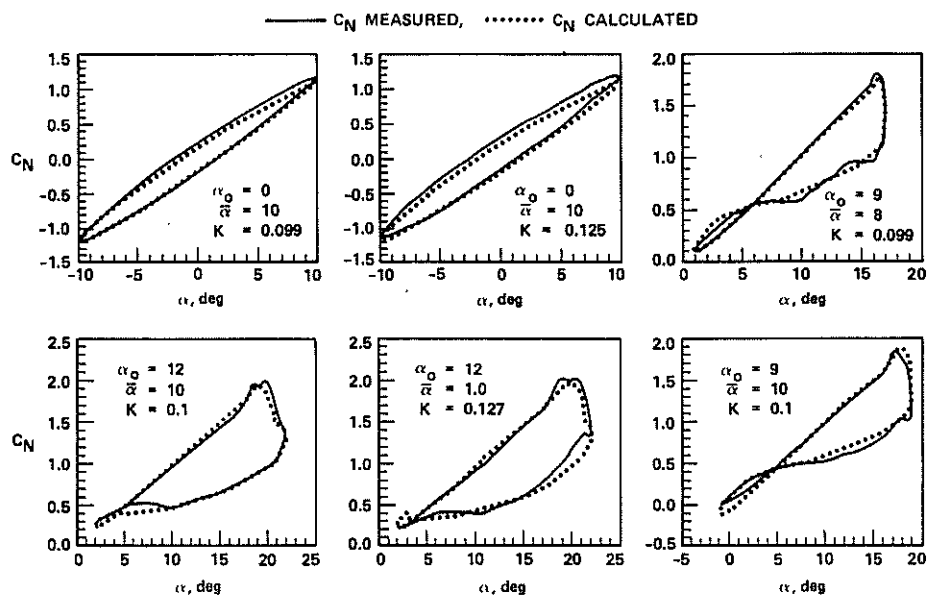 C_N MEASURED, C_N CALCULATED
1.5
1.0
0.5
0.0
−0.5
−1.0
−1.5
C_N
α_o = 0
ᾱ = 10
K = 0.099
−10 −5 0 5 10
α, deg
1.5
1.0
0.5
0.0
−0.5
−1.0
−1.5
α_o = 0
ᾱ = 10
K = 0.125
−10 −5 0 5 10
α, deg
2.0
1.5
1.0
0.5
0.0
α_o = 9
ᾱ = 8
K = 0.099
0 5 10 15 20
α, deg
2.5
2.0
1.5
1.0
0.5
0.0
C_N
α_o = 12
ᾱ = 10
K = 0.1
0 5 10 15 20 25
α, deg
2.5
2.0
1.5
1.0
0.5
0.0
α_o = 12
ᾱ = 1.0
K = 0.127
0 5 10 15 20 25
α, deg
2.0
1.5
1.0
0.5
0.0
−0.5
α_o = 9
ᾱ = 10
K = 0.1
−5 0 5 10 15 20
α, deg